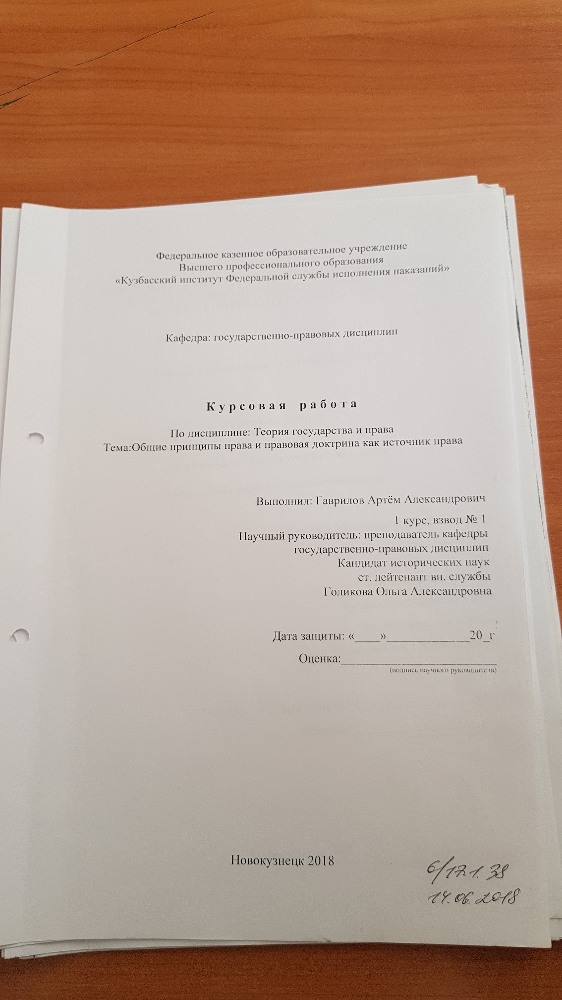 Федеральное казенное образовательное учреждение
Высшего профессионального образования
«Кузбасский институт Федеральной службы исполнения наказаний»
Кафедра: государственно-правовых дисциплин
Курсовая работа
По дисциплине: Теория государства и права
Тема:Общие принципы права и правовая доктрина как источник права
Выполнил: Гаврилов Артём Александрович
1 курс, взвод № 1
Научный руководитель: преподаватель кафедры
государственно-правовых дисциплин
Кандидат исторических наук
ст. лейтенант вн. службы
Голикова Ольга Александровна
Дата защиты: «____»_____________20_г
Оценка:________________________
(подпись научного руководителя)
Новокузнецк 2018
6/17.1. 38
14.06.2018